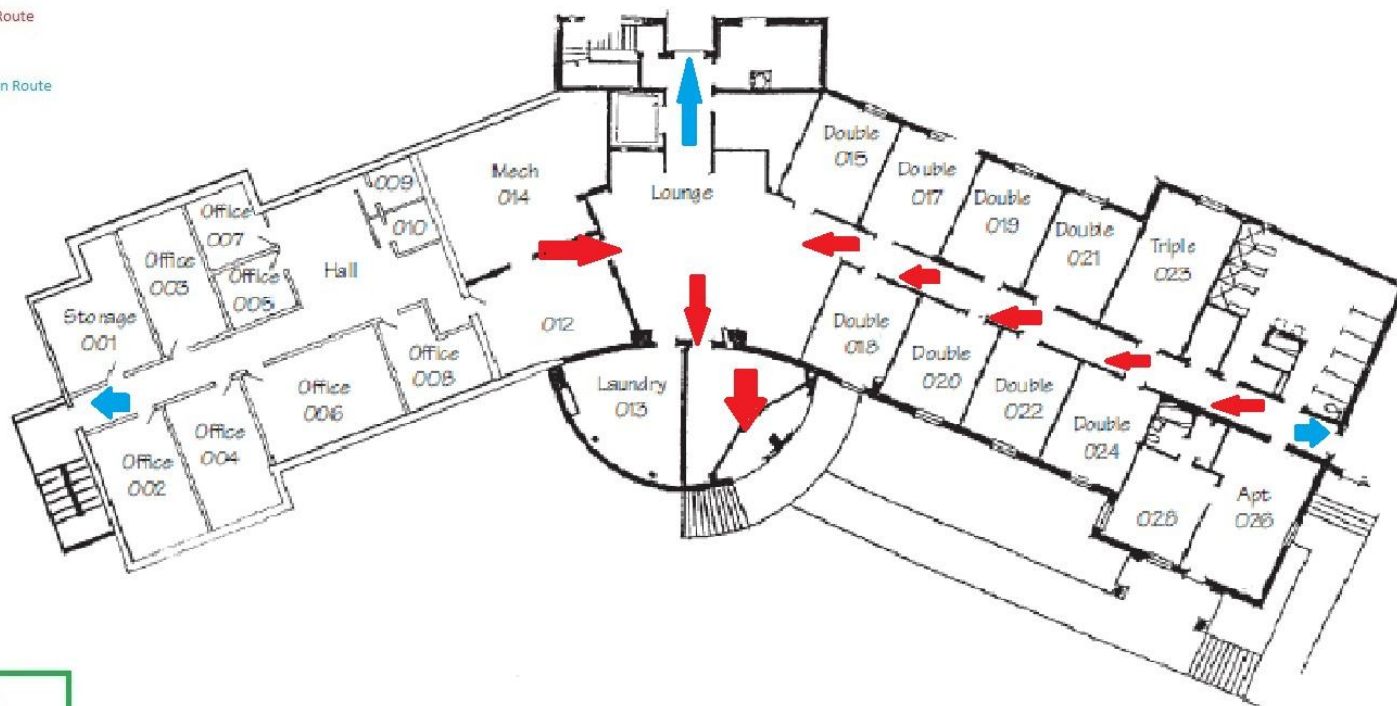 Route
n Route
Double
015
Double
017
Double
019
Double
021
Triple
023
Lounge
Mech
014
009
010
Office
007
Office
003
Office
005
Hall
Storage
001
012
Office
008
Office
006
Office
004
Office
002
Laundry
013
Double
018
Double
020
Double
022
Double
024
028
Apt
026